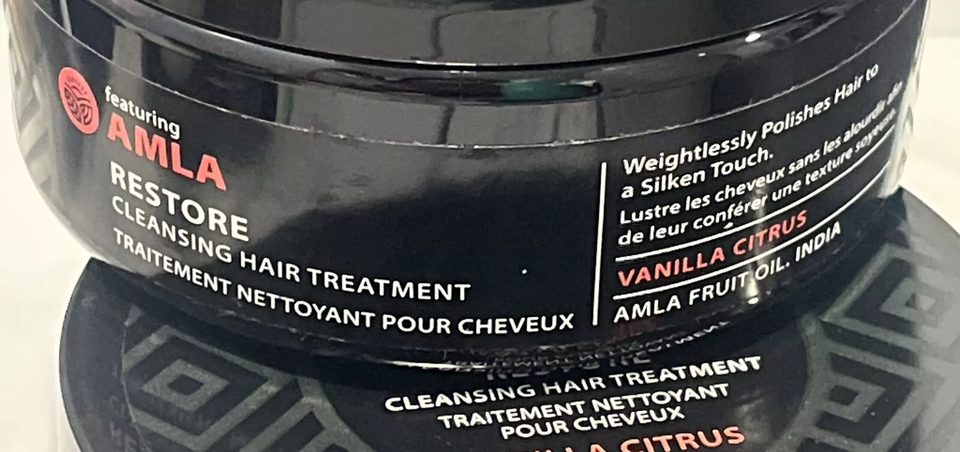 featuring
AMLA
RESTORE
CLEANSING HAIR TREATMENT
TRAITEMENT NETTOYANT POUR CHEVEUX
Weightlessly Polishes Hair to
a Silken Touch.
Lustre les cheveux sans les alourdir afin
de leur conférer une texture soyeuse.
VANILLA CITRUS
AMLA FRUIT OIL. INDIA
CLEANSING HAIR TREATMENT
TRAITEMENT NETTOYANT
POUR CHEVEUX
CITRUS